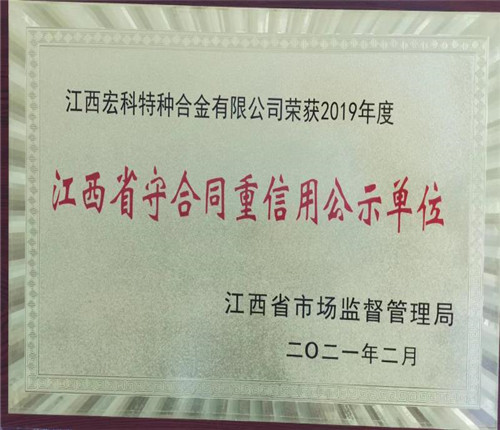 江西宏科特种合金有限公司荣获2019年度
江西省守合同重信用公示单位
江西省市场监督管理局
二〇二一年二月